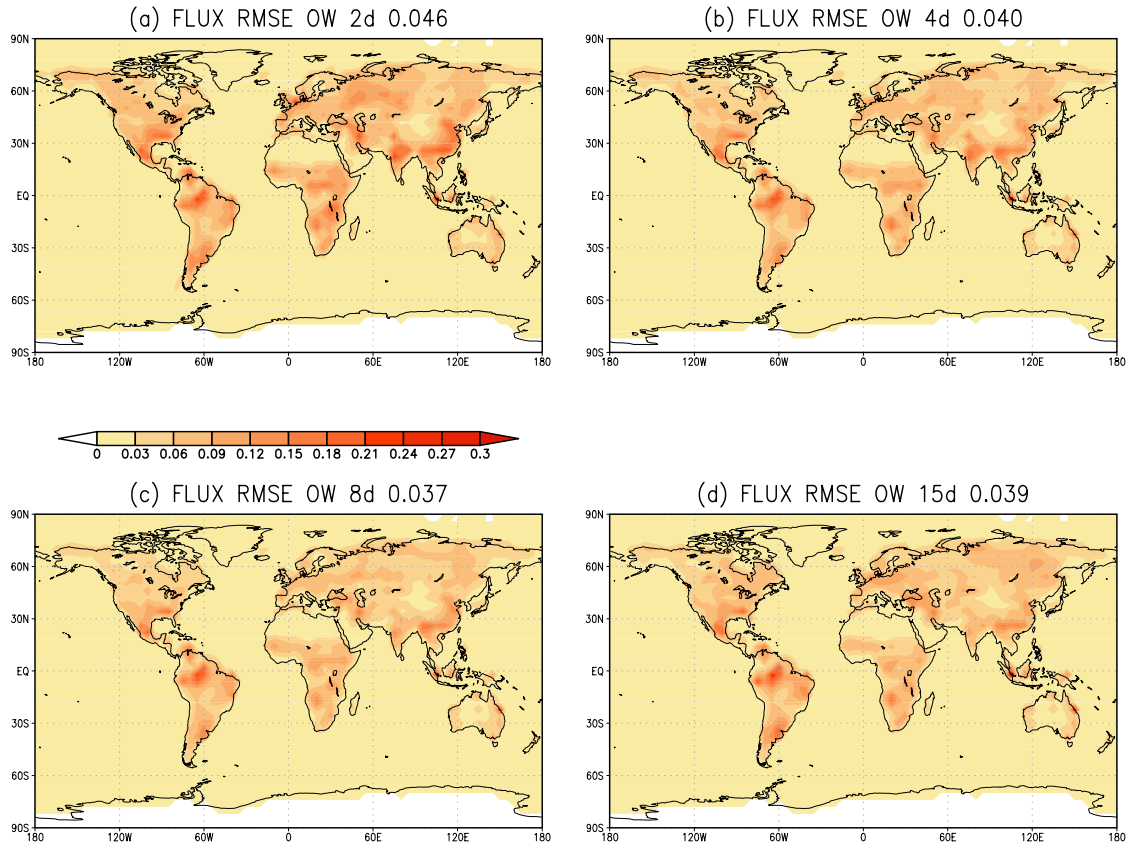 (a) FLUX RMSE OW 2d 0.046
(b) FLUX RMSE OW 4d 0.040
90N
60N
30N
EQ
30S
60S
90S
180 120W 60W 0 60E 120E 180
90N
60N
30N
EQ
30S
60S
90S
180 120W 60W 0 60E 120E 180
0 0.03 0.06 0.09 0.12 0.15 0.18 0.21 0.24 0.27 0.3
(c) FLUX RMSE OW 8d 0.037
(d) FLUX RMSE OW 15d 0.039
90N
60N
30N
EQ
30S
60S
90S
180 120W 60W 0 60E 120E 180
90N
60N
30N
EQ
30S
60S
90S
180 120W 60W 0 60E 120E 180